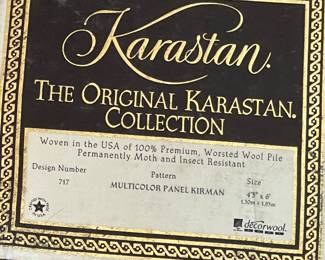 Karastan.
THE ORIGINAL KARASTAN.
COLLECTION
Woven in the USA of 100% Premium, Worsted Wool Pile
Permanently Moth and Insect Resistant
Design Number Pattern Size
717 MULTICOLOR PANEL KIRMAN 4'3" x 6'
decorwool